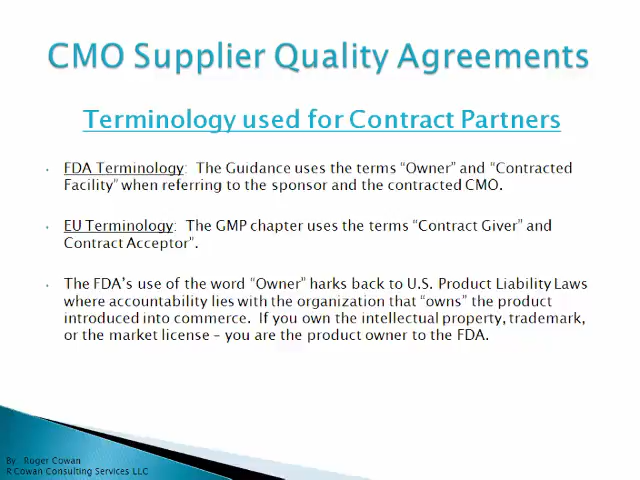 CMO Supplier Quality Agreements
Terminology used for Contract Partners
FDA Terminology: The Guidance uses the terms “Owner” and “Contracted
Facility” when referring to the sponsor and the contracted CMO.
EU Terminology: The GMP chapter uses the terms “Contract Giver” and
Contract Acceptor”.
The FDA’s use of the word “Owner” harks back to U.S. Product Liability Laws
where accountability lies with the organization that “owns” the product
introduced into commerce. If you own the intellectual property, trademark,
or the market license – you are the product owner to the FDA.
By: Roger Cowan
R Cowan Consulting Services LLC